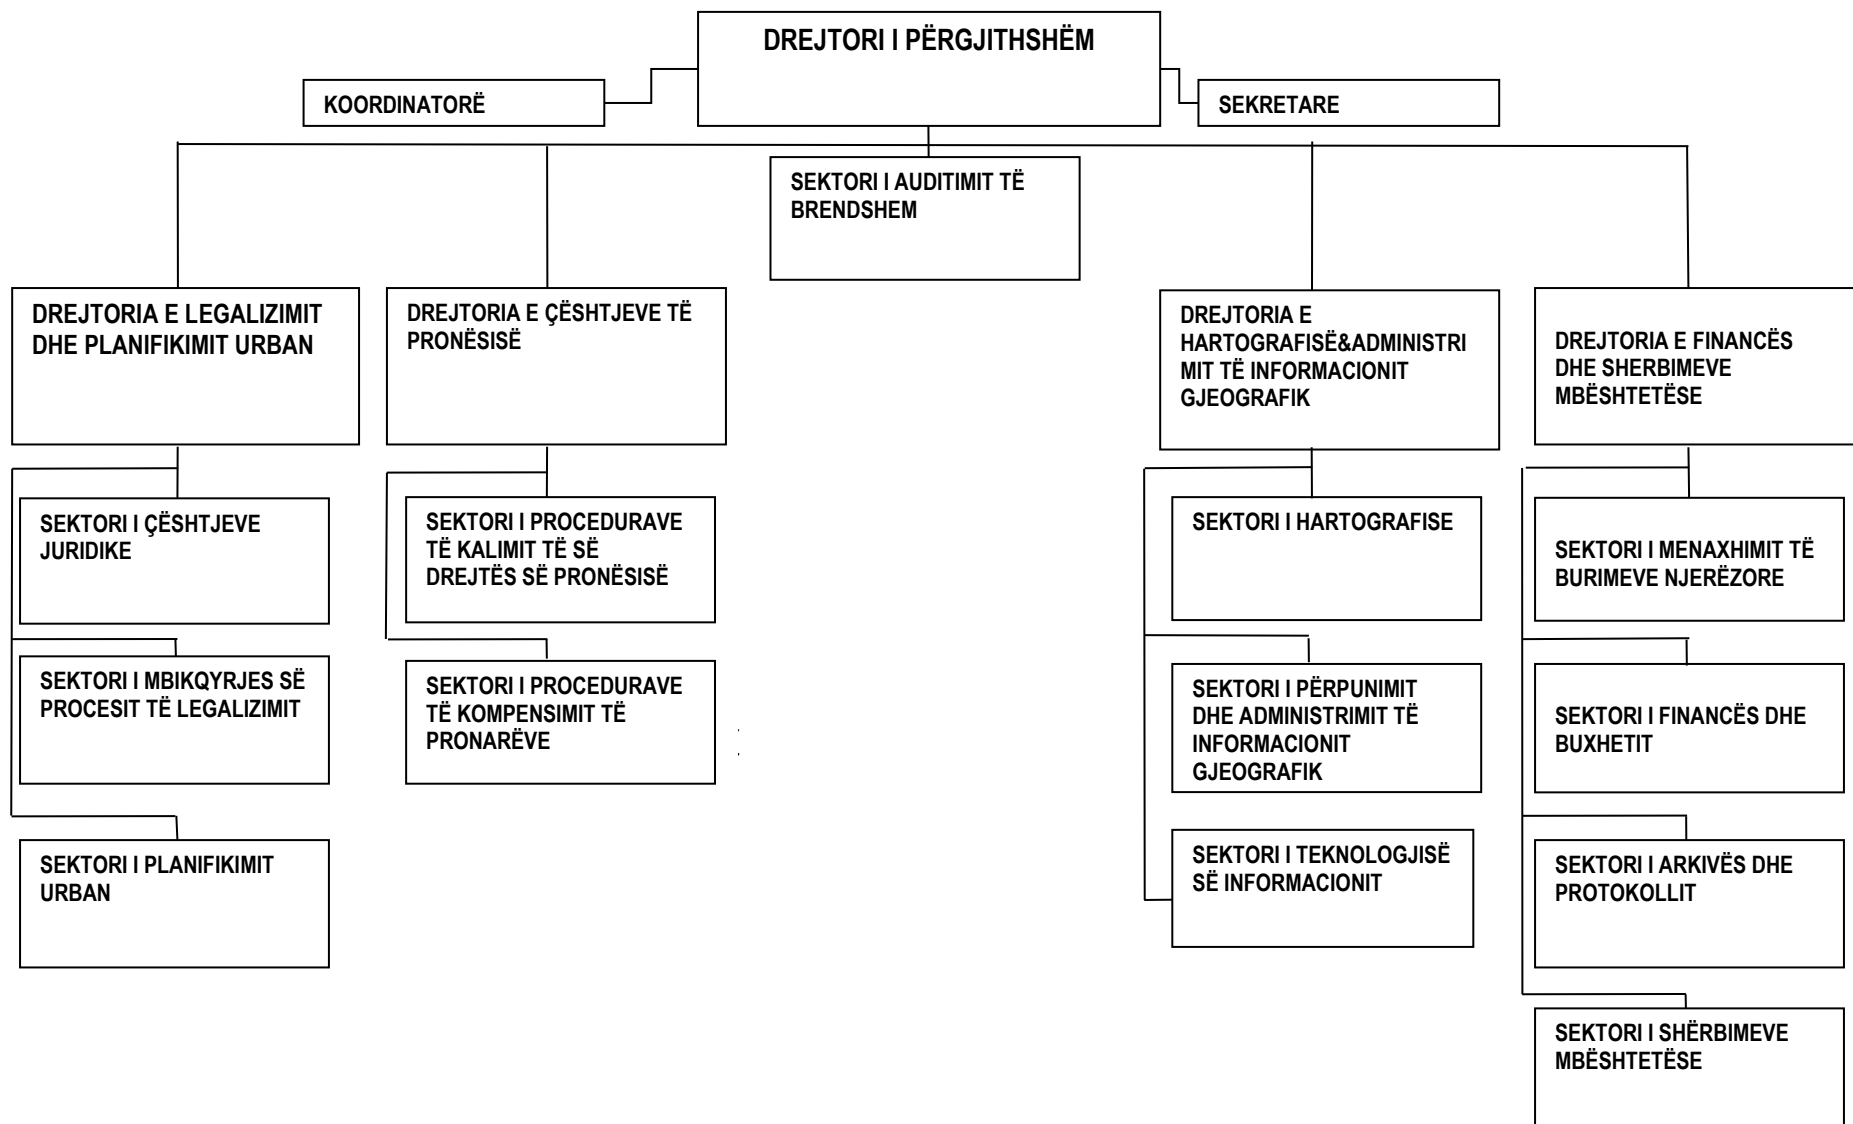 DREJTORI I PËRGJITHSHËM
KOORDINATORË
SEKRETARE
SEKTORI I AUDITIMIT TË
BRENDSHEM
DREJTORIA E LEGALIZIMIT
DHE PLANIFIKIMIT URBAN
DREJTORIA E ÇËSHTJEVE TË
PRONËSISË
DREJTORIA E
HARTOGRAFISË&ADMINISTRI
MIT TË INFORMACIONIT
GJEOGRAFIK
DREJTORIA E FINANCËS
DHE SHERBIMEVE
MBËSHTETËSE
SEKTORI I ÇËSHTJEVE
JURIDIKE
SEKTORI I PROCEDURAVE
TË KALIMIT TË SË
DREJTËS SË PRONËSISË
SEKTORI I HARTOGRAFISE
SEKTORI I MENAXHIMIT TË
BURIMEVE NJERËZORE
SEKTORI I MBIKQYRJES SË
PROCESIT TË LEGALIZIMIT
SEKTORI I PROCEDURAVE
TË KOMPENSIMIT TË
PRONARËVE
SEKTORI I PËRPUNIMIT
DHE ADMINISTRIMIT TË
INFORMACIONIT
GJEOGRAFIK
SEKTORI I FINANCËS DHE
BUXHETIT
SEKTORI I PLANIFIKIMIT
URBAN
SEKTORI I TEKNOLOGJISË
SË INFORMACIONIT
SEKTORI I ARKIVËS DHE
PROTOKOLLIT
SEKTORI I SHËRBIMEVE
MBËSHTETËSE